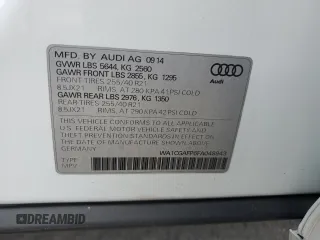 MFD. BY AUDI AG 09 14
GVWR LBS 5644, KG 2560
GAWR FRONT LBS 2855, KG 1295
FRONT TIRES 255/40 R21
8.5JX21 RIMS, AT 280 KPA 41 PSI COLD
GAWR REAR LBS 2976, KG 1350
REAR TIRES 255/40 R21
8.5JX21 RIMS, AT 290 KPA 42 PSI COLD
THIS VEHICLE CONFORMS TO ALL
APPLICABLE FEDERAL MOTOR VEHICLE
SAFETY AND THEFT PREVENTION
STANDARDS IN EFFECT ON THE DATE OF
MANUFACTURE SHOWN ABOVE
TYPE:
MPV
Audi